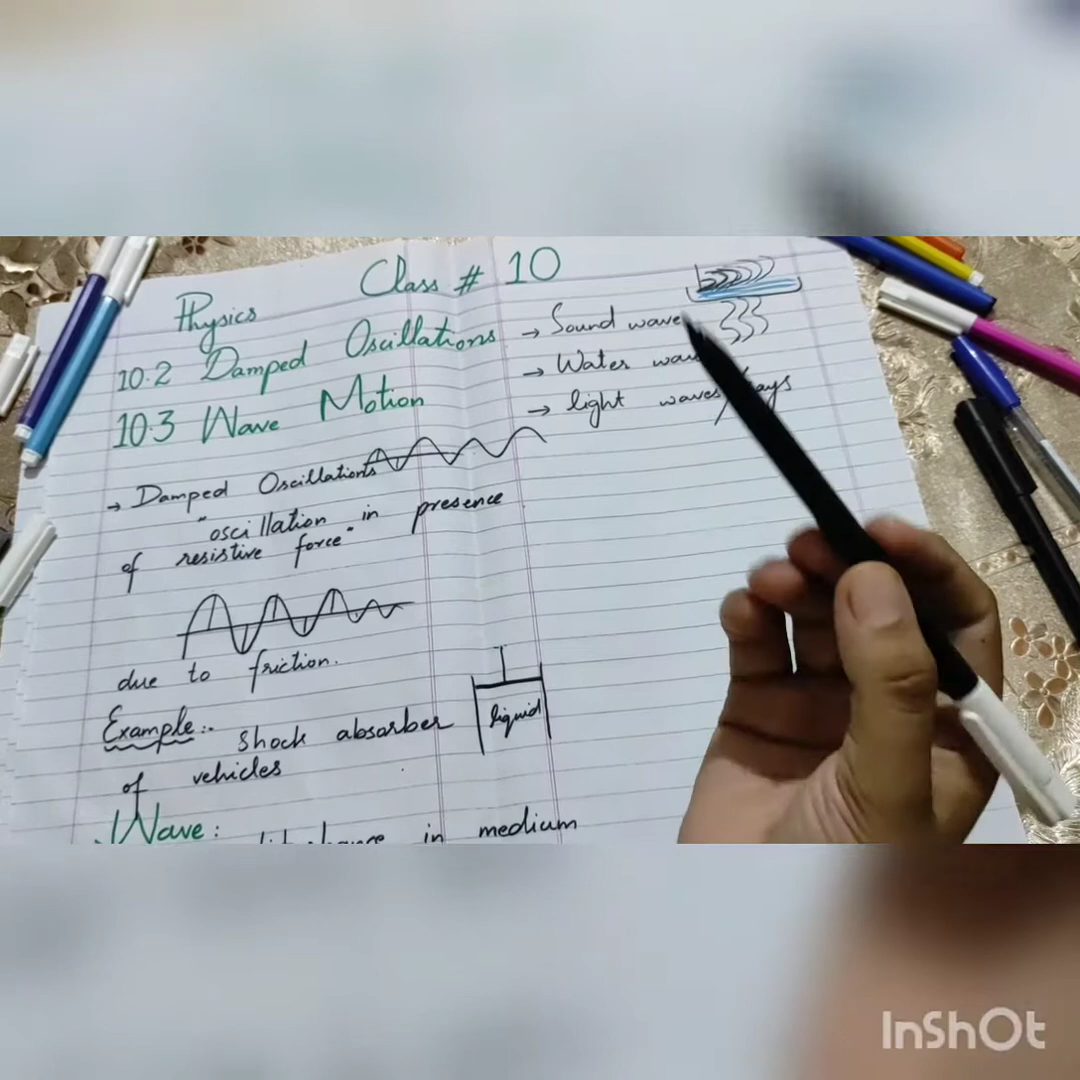 Class # 10
Physics
10.2 Damped Oscillations
10.3 Wave Motion
→ Sound wave
→ Water
→ light waves/
→ Damped Oscillations
"oscillation in presence
of resistive force"
due to friction.
Example:-
shock absorber
of vehicles
liquid
Wave:
in medium
InShOt